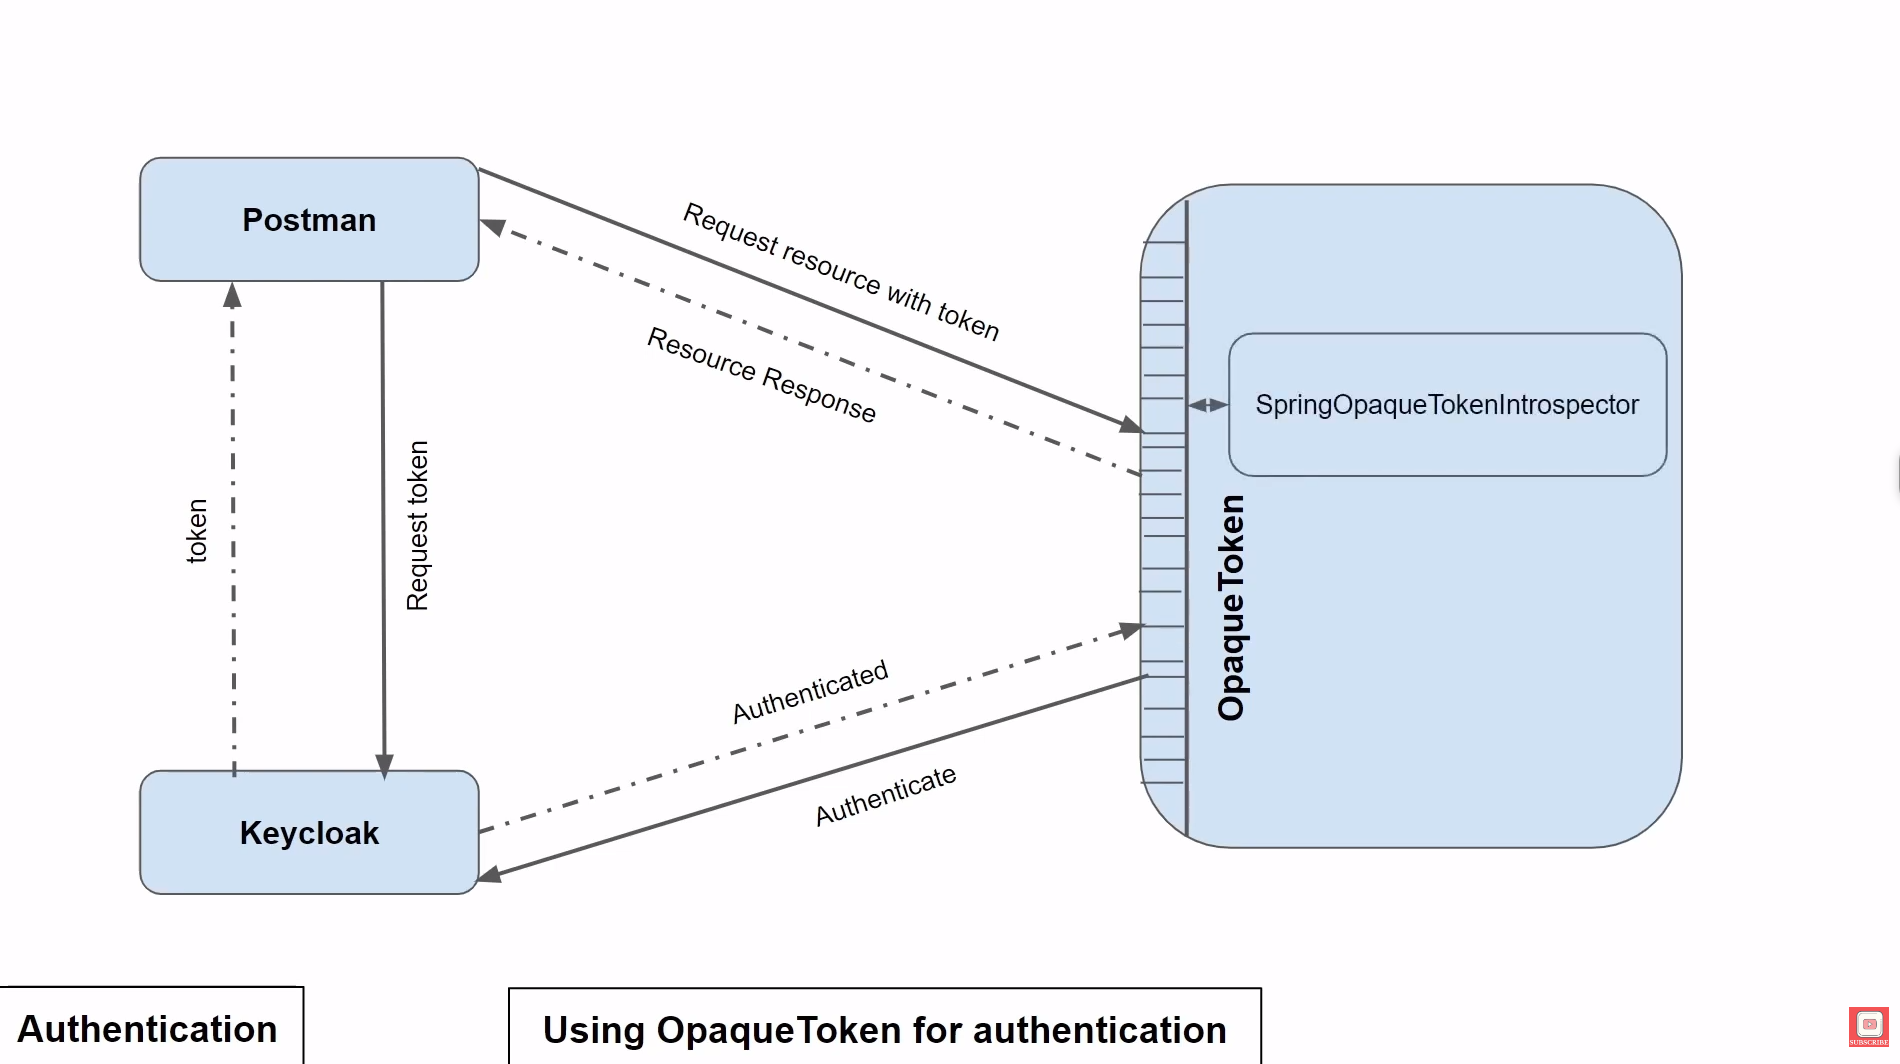 Postman
Request resource with token
Resource Response
SpringOpaqueTokenIntrospector
token
Request token
OpaqueToken
Authenticated
Authenticate
Keycloak
Authentication
Using OpaqueToken for authentication
SUBSCRIBE